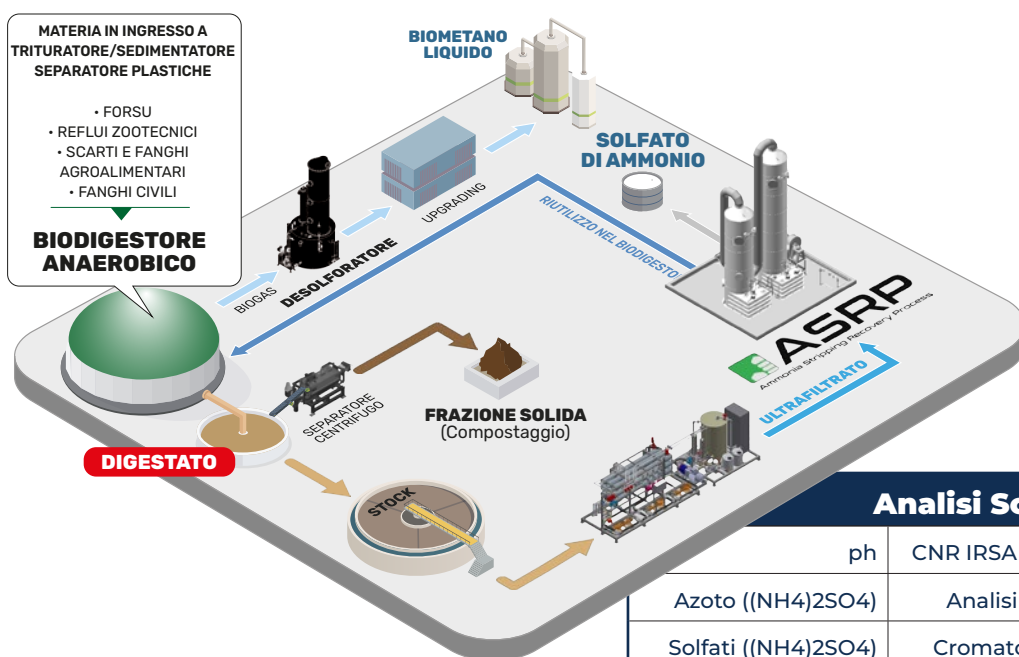 MATERIA IN INGRESSO A
TRITURATORE/SEDIMENTATORE
SEPARATORE PLASTICHE
• FORSU
• REFLUI ZOOTECNICI
• SCARTI E FANGHI
AGROALIMENTARI
• FANGHI CIVILI
BIODIGESTORE
ANAEROBICO
BIOMETANO
LIQUIDO
SOLFATO
DI AMMONIO
UPGRADING
DESOLFORATORE
BIOGAS
RIUTILIZZO NEL BIODIGESTO
ASRP
Ammonia Stripping Recovery Process
ULTRAFILTRATO
SEPARATORE
CENTRIFUGO
FRAZIONE SOLIDA
(Compostaggio)
DIGESTATO
STOCK
Analisi So
ph
CNR IRSA
Azoto ((NH4)2SO4)
Analisi
Solfati ((NH4)2SO4)
Cromato